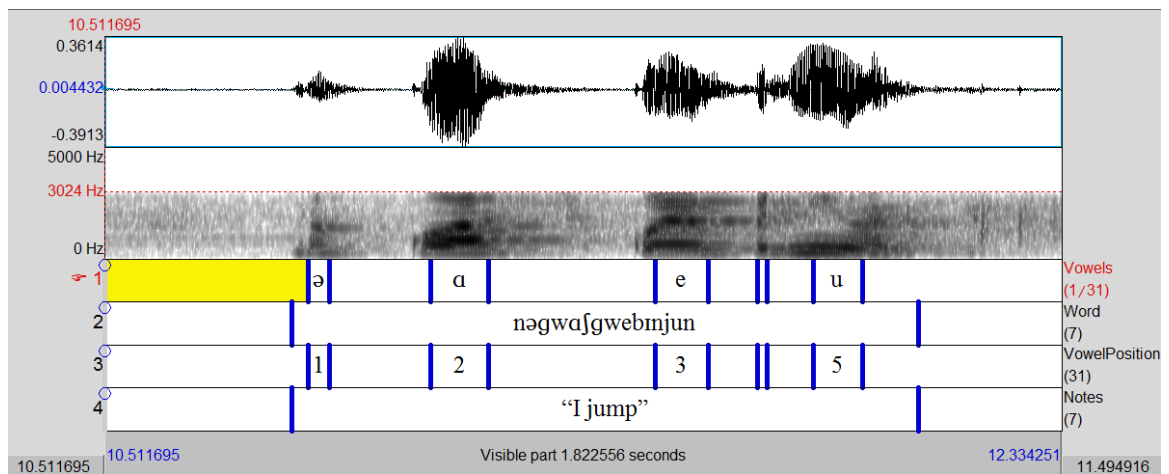 10.511695
0.3614
0.004432
-0.3913
5000 Hz
3024 Hz
0 Hz
1 ə ɑ e u Vowels (1/31)
2 nəgwɑʃgwebɪnjun Word (7)
3 1 2 3 5 VowelPosition (31)
4 “I jump” Notes (7)
10.511695 10.511695 Visible part 1.822556 seconds 12.334251 11.494916